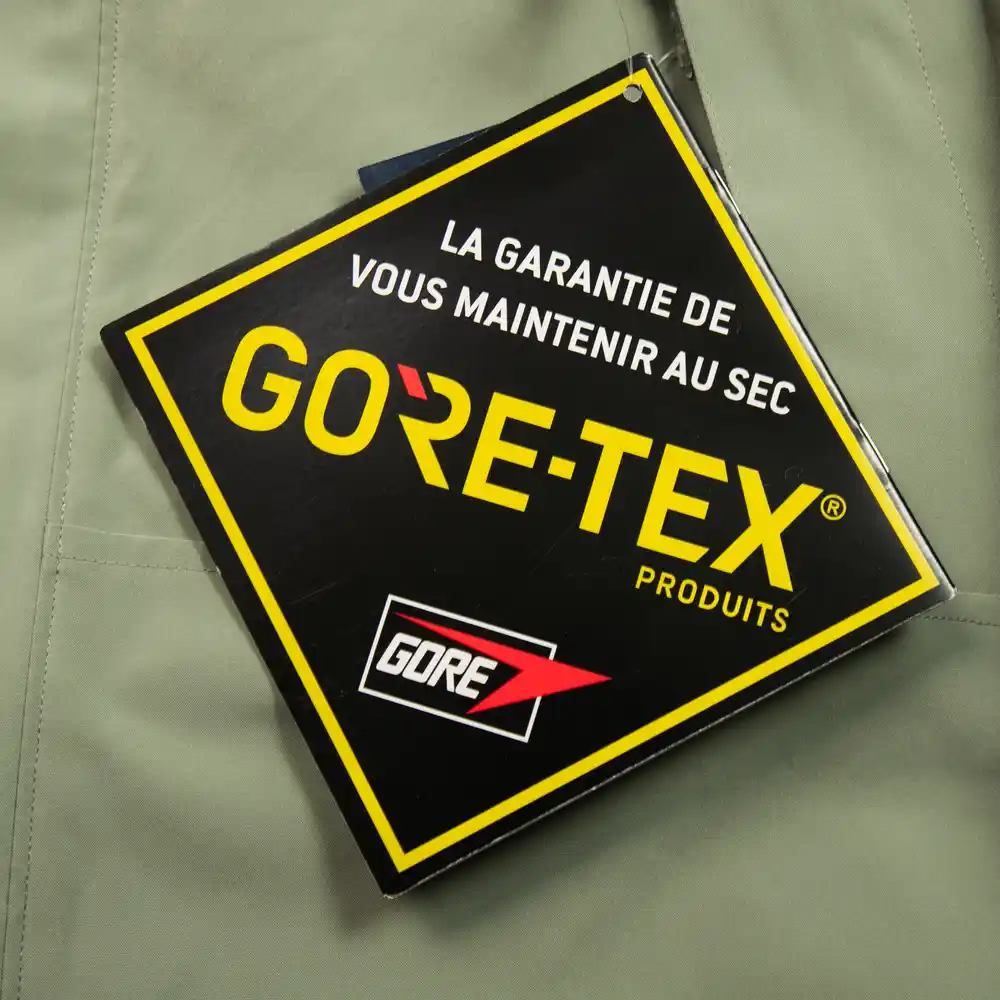 LA GARANTIE DE
VOUS MAINTENIR AU SEC
GORE-TEX®
PRODUITS
GORE